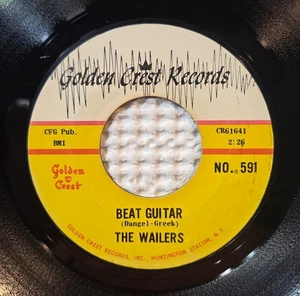 Golden Crest Records
CFG Pub.
BMI
CR61641
2:26
Golden
Crest
NO. 591
BEAT GUITAR
(Dangel-Greek)
THE WAILERS
GOLDEN CREST RECORDS, INC., HUNTINGTON STATION, N.Y.